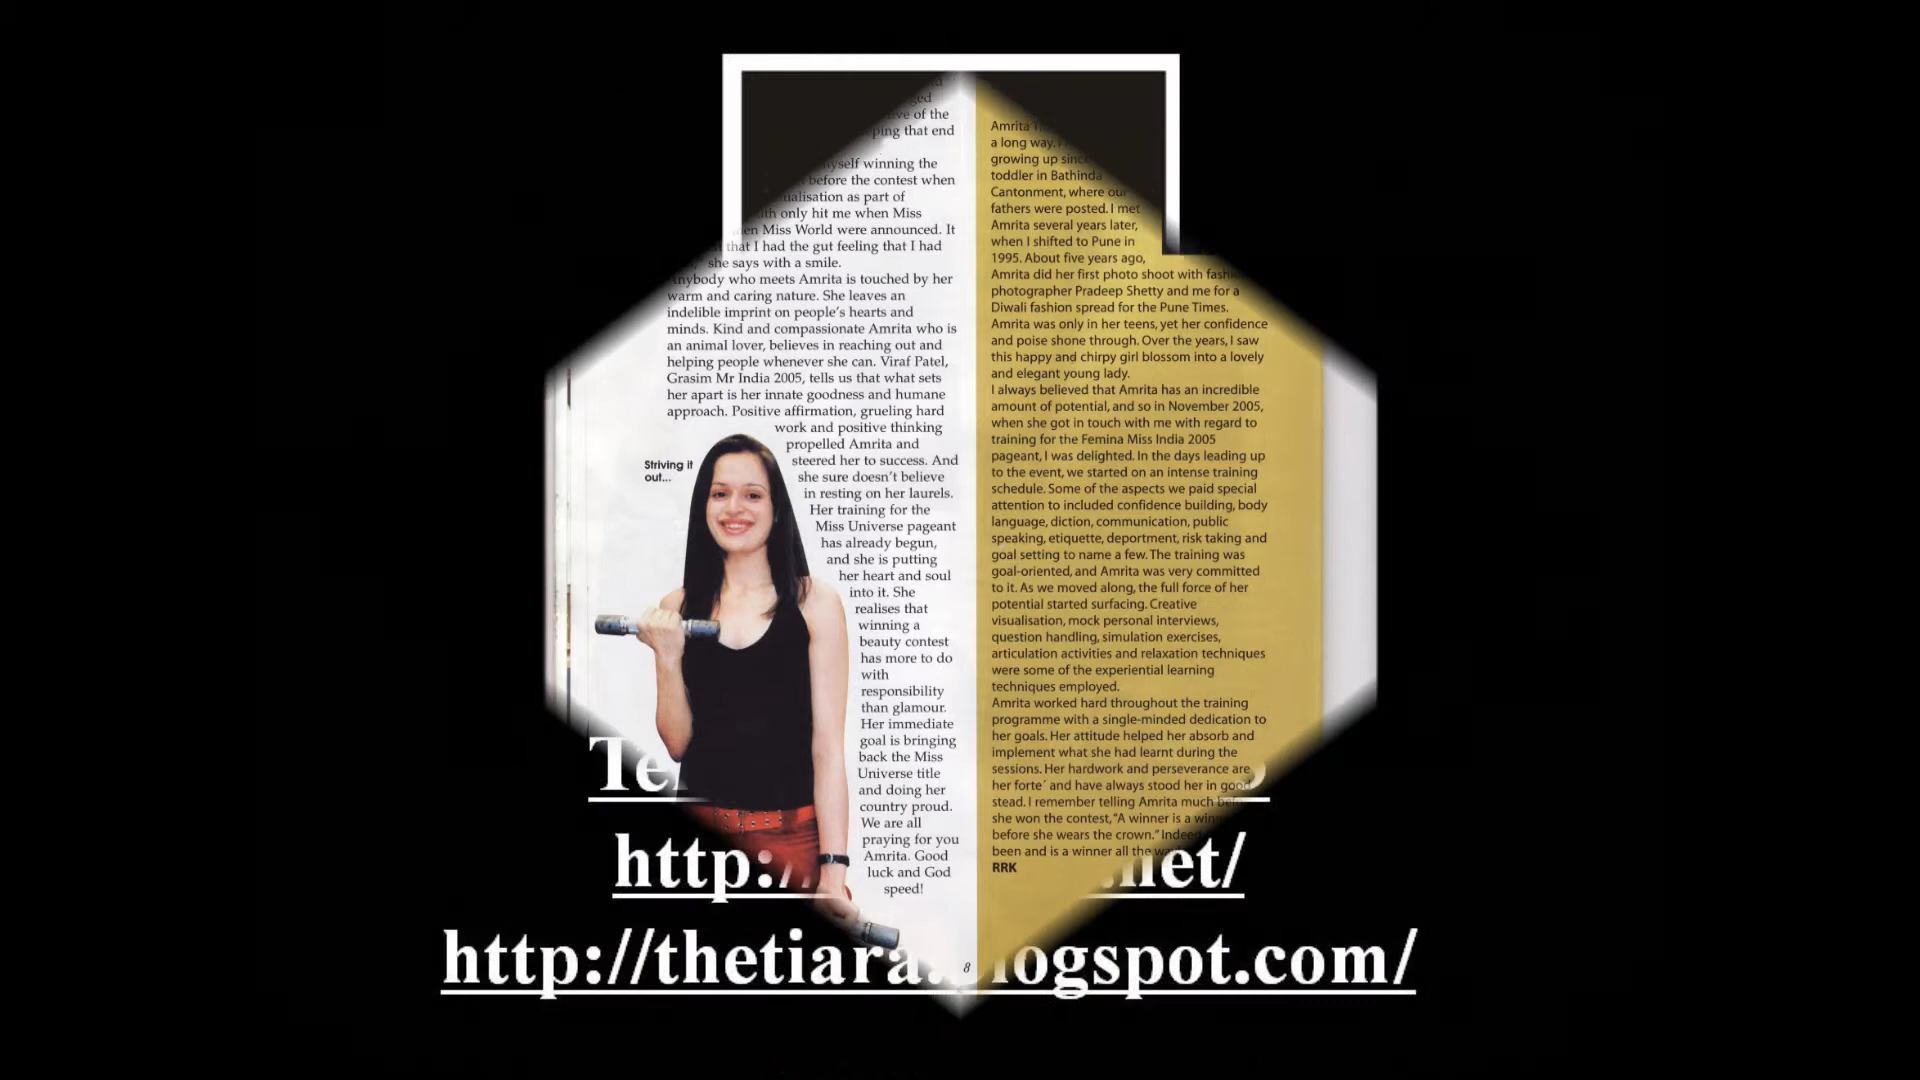 ged
of the
ping that end
myself winning the
before the contest when
ualisation as part of
only hit me when Miss
Miss World were announced. It
that I had the gut feeling that I had
she says with a smile.
Anybody who meets Amrita is touched by her
warm and caring nature. She leaves an
indelible imprint on people's hearts and
minds. Kind and compassionate Amrita who is
an animal lover, believes in reaching out and
helping people whenever she can. Viraf Patel,
Grasim Mr India 2005, tells us that what sets
her apart is her innate goodness and humane
approach. Positive affirmation, grueling hard
work and positive thinking
propelled Amrita and
steered her to success. And
she sure doesn't believe
in resting on her laurels.
Her training for the
Miss Universe pageant
has already begun,
and she is putting
her heart and soul
into it. She
realises that
winning a
beauty contest
has more to do
with
responsibility
than glamour.
Her immediate
goal is bringing
back the Miss
Universe title
and doing her
country proud.
We are all
praying for you
Amrita. Good
luck and God
speed!
Striving it
out...
8
Amrita
a long way.
growing up since
toddler in Bathinda
Cantonment, where our
fathers were posted. I met
Amrita several years later,
when I shifted to Pune in
1995. About five years ago,
Amrita did her first photo shoot with fashion
photographer Pradeep Shetty and me for a
Diwali fashion spread for the Pune Times.
Amrita was only in her teens, yet her confidence
and poise shone through. Over the years, I saw
this happy and chirpy girl blossom into a lovely
and elegant young lady.
I always believed that Amrita has an incredible
amount of potential, and so in November 2005,
when she got in touch with me with regard to
training for the Femina Miss India 2005
pageant, I was delighted. In the days leading up
to the event, we started on an intense training
schedule. Some of the aspects we paid special
attention to included confidence building, body
language, diction, communication, public
speaking, etiquette, deportment, risk taking and
goal setting to name a few. The training was
goal-oriented, and Amrita was very committed
to it. As we moved along, the full force of her
potential started surfacing. Creative
visualisation, mock personal interviews,
question handling, simulation exercises,
articulation activities and relaxation techniques
were some of the experiential learning
techniques employed.
Amrita worked hard throughout the training
programme with a single-minded dedication to
her goals. Her attitude helped her absorb and
implement what she had learnt during the
sessions. Her hardwork and perseverance are
her forte´ and have always stood her in good
stead. I remember telling Amrita much before
she won the contest, "A winner is a winner
before she wears the crown." Indeed
been and is a winner all the way
RRK
Te
http:// .net/
http://thetiara. logspot.com/